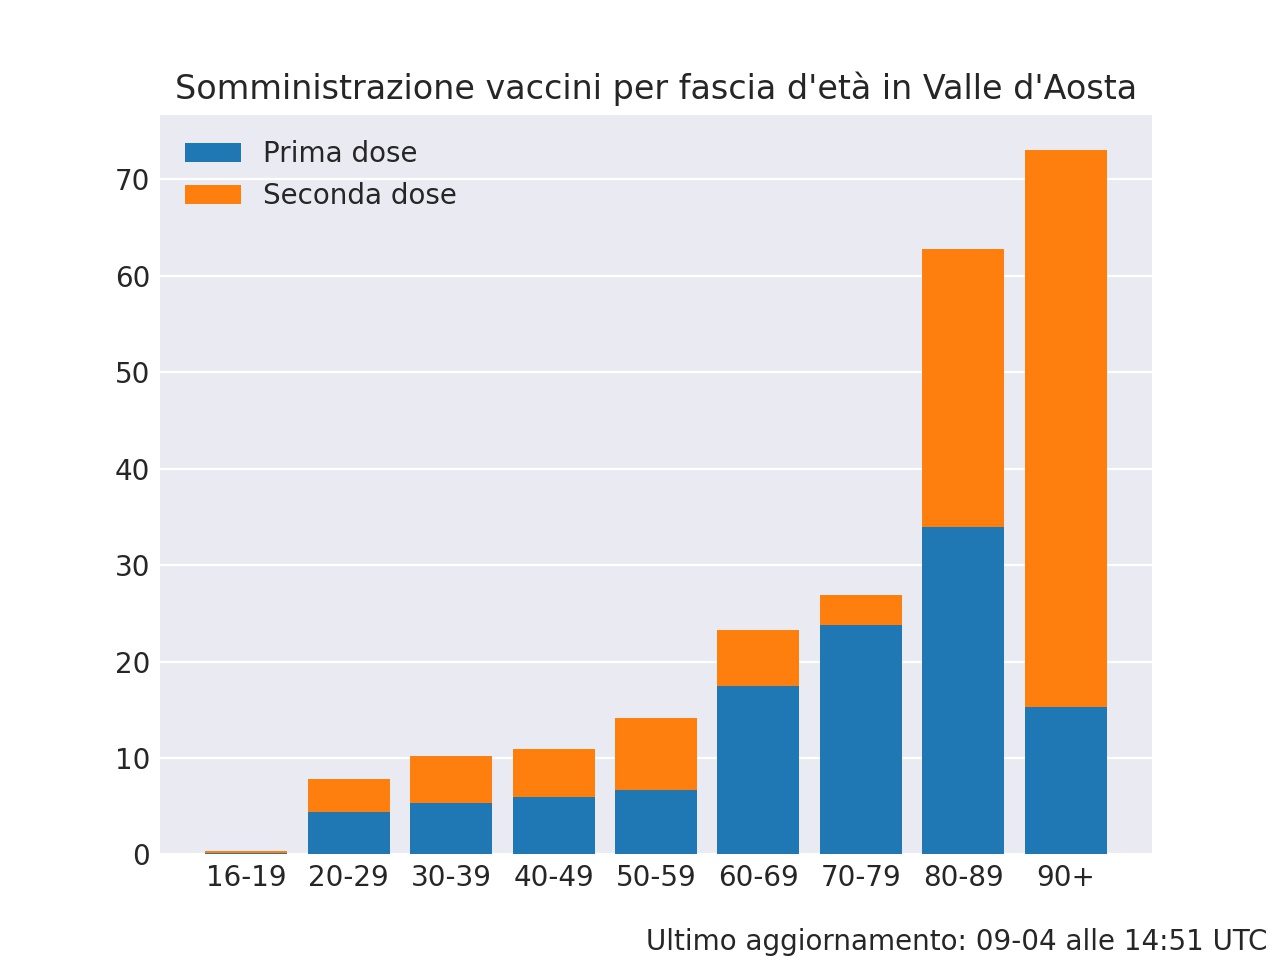 Somministrazione vaccini per fascia d'età in Valle d'Aosta
Prima dose
Seconda dose
70
60
50
40
30
20
10
0
16-19 20-29 30-39 40-49 50-59 60-69 70-79 80-89 90+
Ultimo aggiornamento: 09-04 alle 14:51 UTC